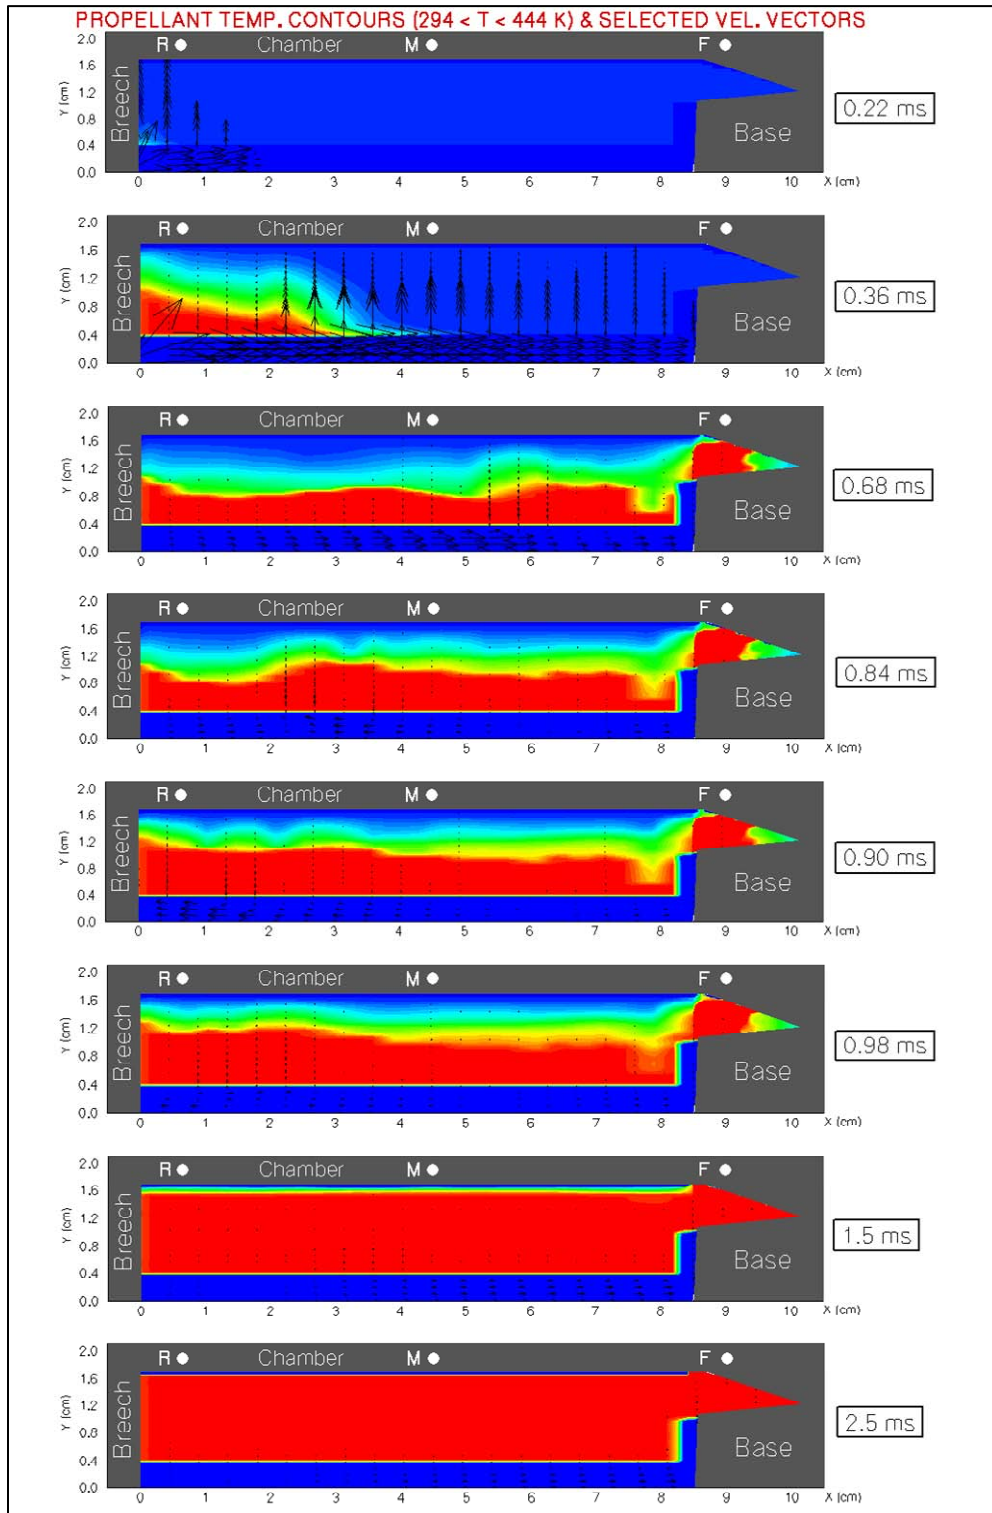 PROPELLANT TEMP. CONTOURS (294 < T < 444 K) & SELECTED VEL. VECTORS
2.0
R Chamber M F
1.6
Y (cm)
1.2
Breech
0.22 ms
0.8
Base
0.4
0.0
0 1 2 3 4 5 6 7 8 9 10 X (cm)
2.0
R Chamber M F
1.6
Y (cm)
1.2
Breech
0.36 ms
0.8
Base
0.4
0.0
0 1 2 3 4 5 6 7 8 9 10 X (cm)
2.0
R Chamber M F
1.6
Y (cm)
1.2
Breech
0.68 ms
0.8
Base
0.4
0.0
0 1 2 3 4 5 6 7 8 9 10 X (cm)
2.0
R Chamber M F
1.6
Y (cm)
1.2
Breech
0.84 ms
0.8
Base
0.4
0.0
0 1 2 3 4 5 6 7 8 9 10 X (cm)
2.0
R Chamber M F
1.6
Y (cm)
1.2
Breech
0.90 ms
0.8
Base
0.4
0.0
0 1 2 3 4 5 6 7 8 9 10 X (cm)
2.0
R Chamber M F
1.6
Y (cm)
1.2
Breech
0.98 ms
0.8
Base
0.4
0.0
0 1 2 3 4 5 6 7 8 9 10 X (cm)
2.0
R Chamber M F
1.6
Y (cm)
1.2
Breech
1.5 ms
0.8
Base
0.4
0.0
0 1 2 3 4 5 6 7 8 9 10 X (cm)
2.0
R Chamber M F
1.6
Y (cm)
1.2
Breech
2.5 ms
0.8
Base
0.4
0.0
0 1 2 3 4 5 6 7 8 9 10 X (cm)